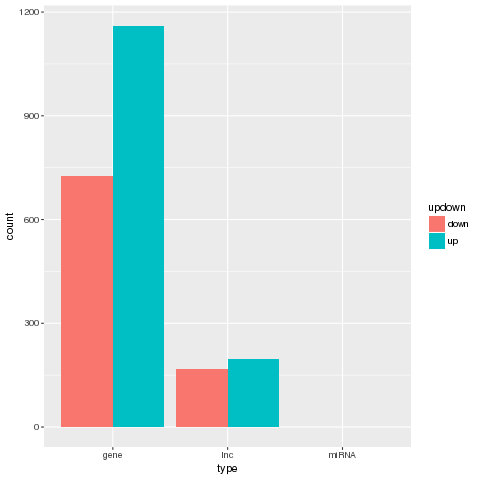 1200
900
600
300
0
count
gene
lnc
miRNA
type
updown
down
up